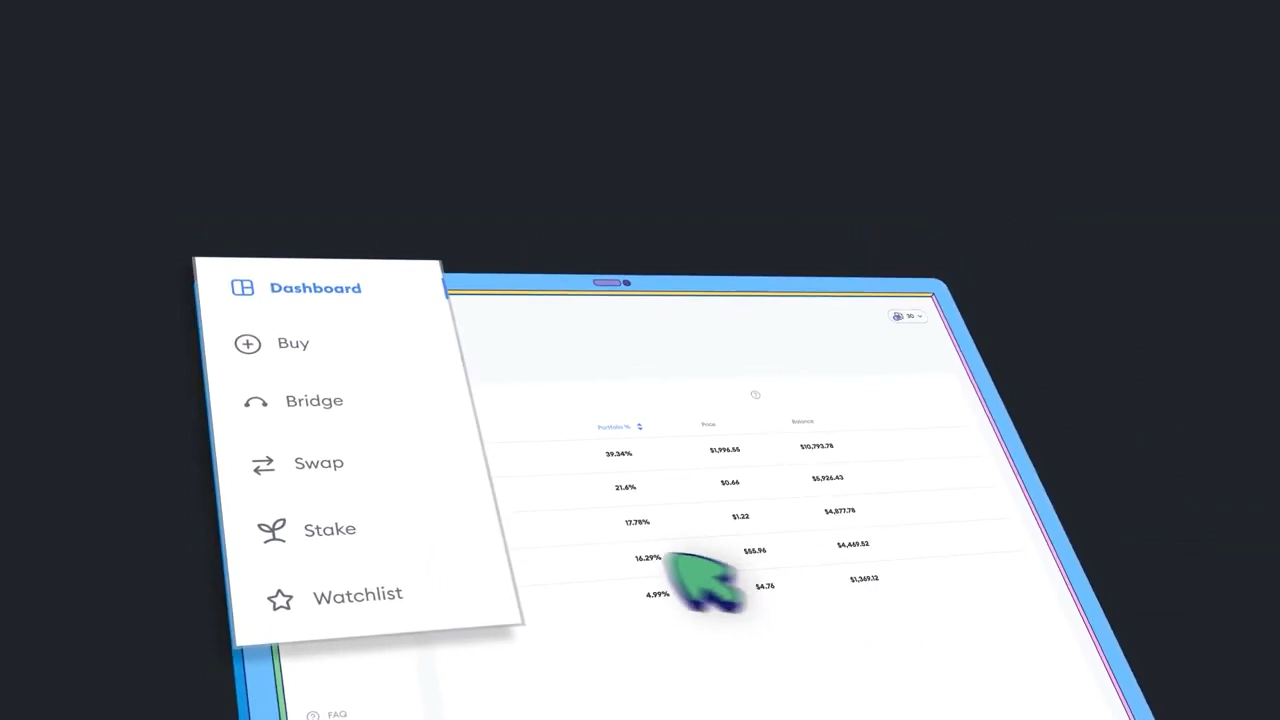 Dashboard
Buy
Bridge
Swap
Stake
Watchlist
FAQ
30
Portfolio % Price Balance
39.34% $1,996.55 $10,793.78
21.6% $0.66 $5,926.43
17.78% $1.22 $4,877.78
16.29% $55.96 $4,469.52
4.99% $4.76 $1,369.12